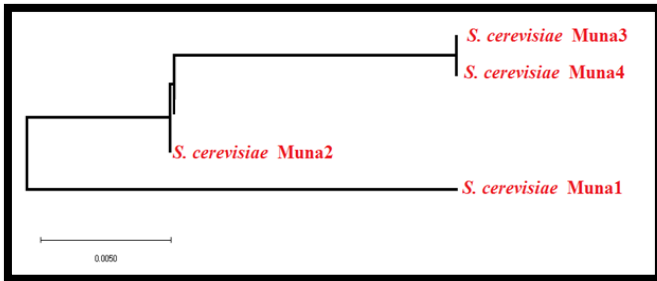 S. cerevisiae Muna3
S. cerevisiae Muna4
S. cerevisiae Muna2
S. cerevisiae Muna1
0.0050